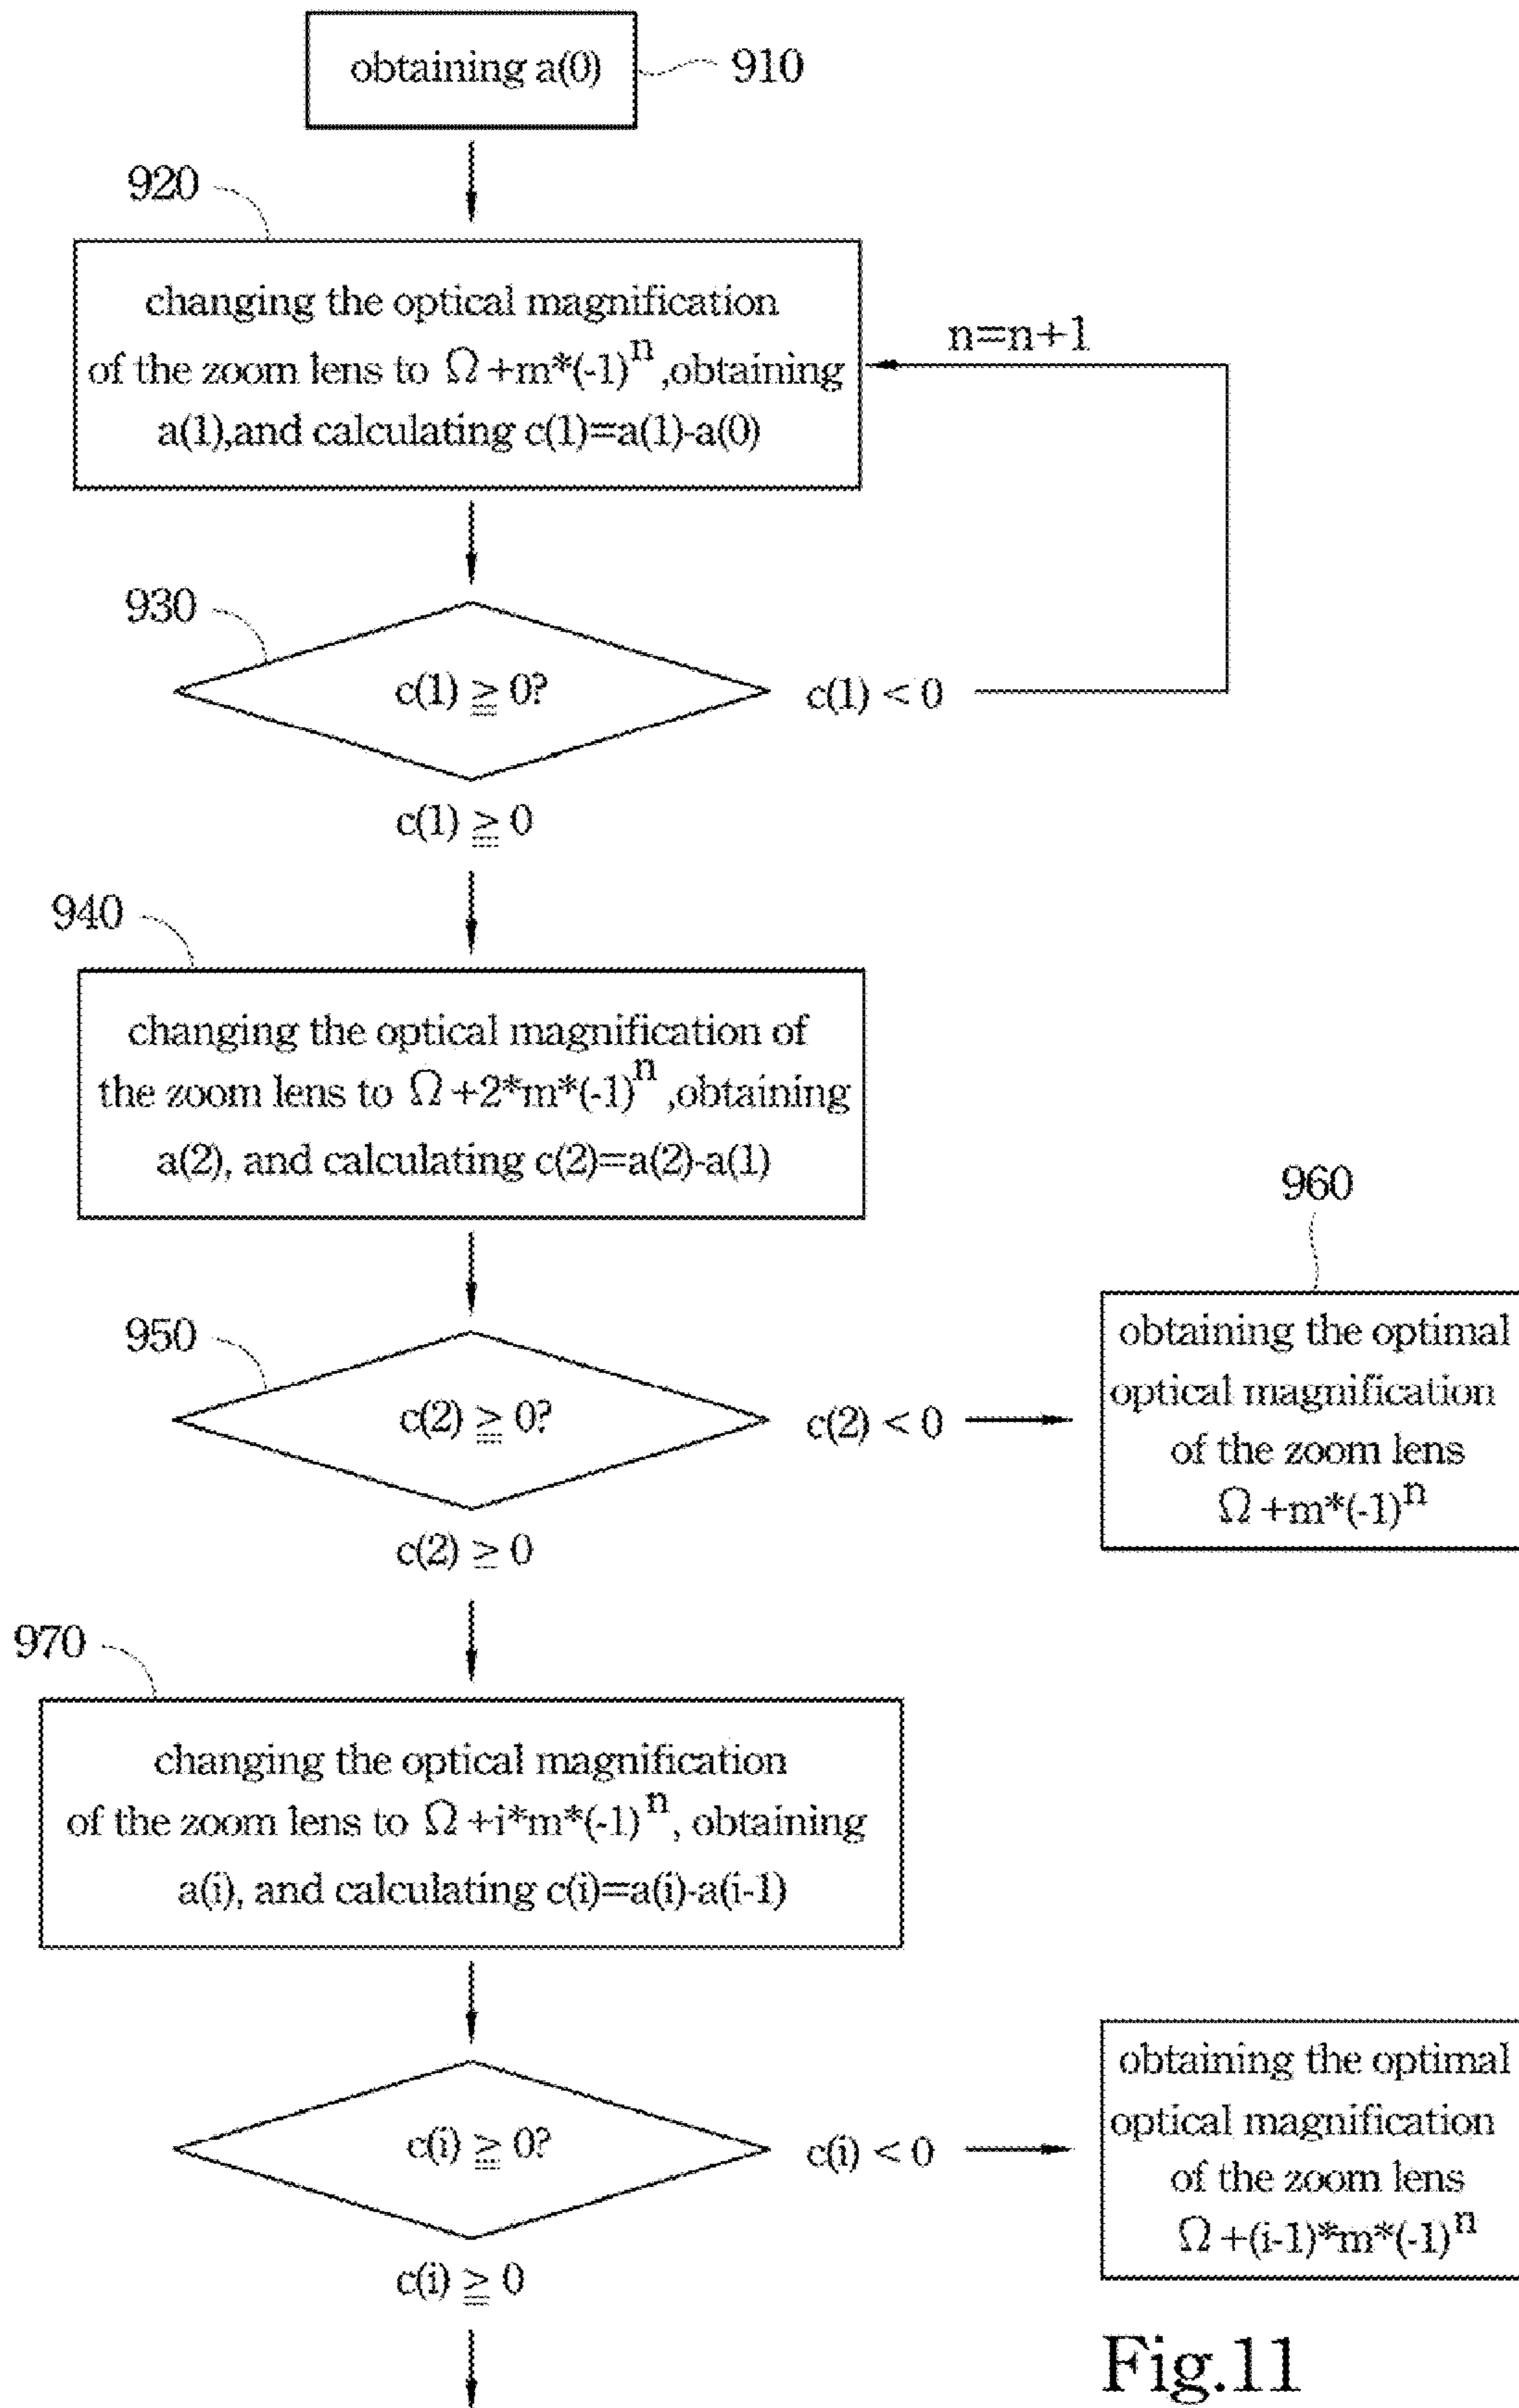 obtaining a(0)
910
920
changing the optical magnification
of the zoom lens to Ω+m*(-1)^n,obtaining
a(1),and calculating c(1)=a(1)-a(0)
n=n+1
930
c(1) ≧ 0?
c(1) < 0
c(1) ≧ 0
940
changing the optical magnification of
the zoom lens to Ω+2*m*(-1)^n,obtaining
a(2), and calculating c(2)=a(2)-a(1)
950
c(2) ≧ 0?
c(2) < 0
960
obtaining the optimal
optical magnification
of the zoom lens
Ω+m*(-1)^n
c(2) ≥ 0
970
changing the optical magnification
of the zoom lens to Ω+i*m*(-1)^n, obtaining
a(i), and calculating c(i)=a(i)-a(i-1)
c(i) ≧ 0?
c(i) < 0
obtaining the optimal
optical magnification
of the zoom lens
Ω+(i-1)*m*(-1)^n
c(i) ≧ 0
Fig.11